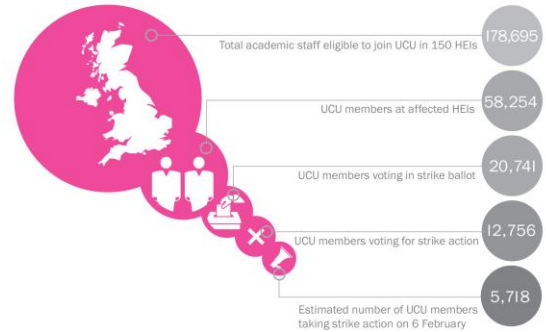 Total academic staff eligible to join UCU in 150 HEIs
178,695
UCU members at affected HEIs
58,254
UCU members voting in strike ballot
20,741
UCU members voting for strike action
12,756
Estimated number of UCU members
taking strike action on 6 February
5,718